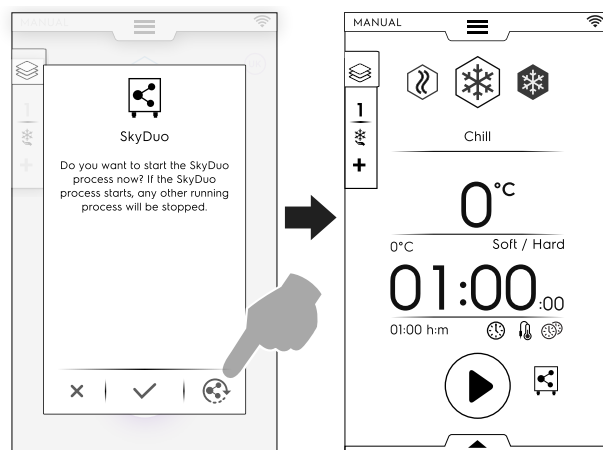 MANUAL
1
SkyDuo
Do you want to start the SkyDuo
process now? If the SkyDuo
process starts, any other running
process will be stopped.
MANUAL
1
Chill
0°C
0°C
Soft / Hard
01:00:00
01:00 h:m